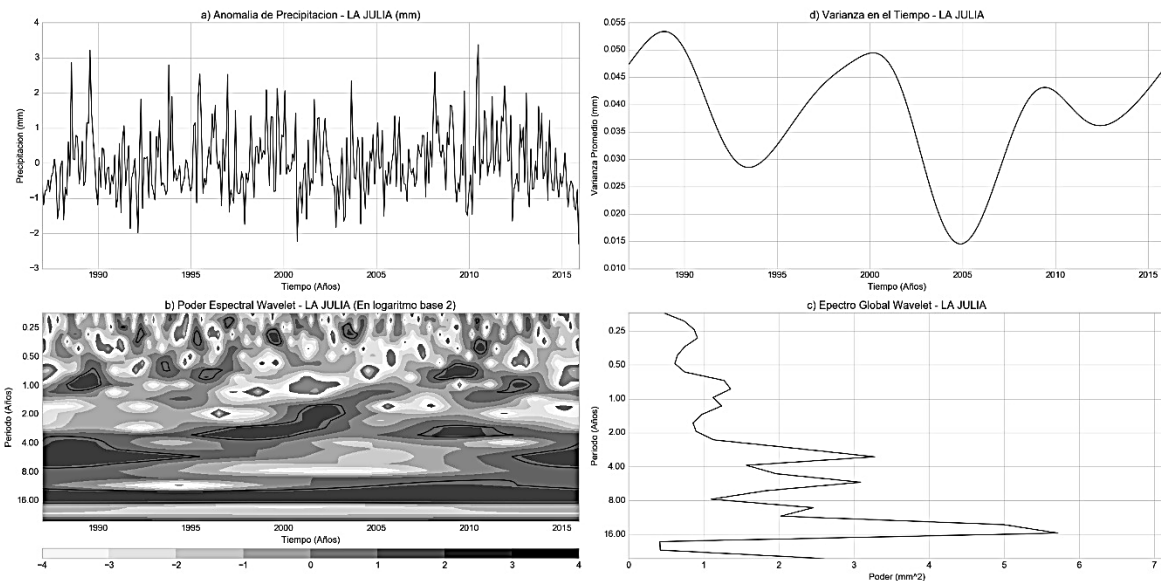 a) Anomalia de Precipitacion - LA JULIA (mm)
4
3
2
1
0
−1
−2
−3
Precipitacion (mm)
1990 1995 2000 2005 2010 2015
Tiempo (Años)
d) Varianza en el Tiempo - LA JULIA
0.055
0.050
0.045
0.040
0.035
0.030
0.025
0.020
0.015
0.010
Varianza Promedio (mm)
1990 1995 2000 2005 2010 2015
Tiempo (Años)
b) Poder Espectral Wavelet - LA JULIA (En logaritmo base 2)
0.25
0.50
1.00
2.00
4.00
8.00
16.00
Periodo (Años)
1990 1995 2000 2005 2010 2015
Tiempo (Años)
−4 −3 −2 −1 0 1 2 3 4
c) Epectro Global Wavelet - LA JULIA
0.25
0.50
1.00
2.00
4.00
8.00
16.00
Periodo (Años)
0 1 2 3 4 5 6 7
Poder (mm^2)